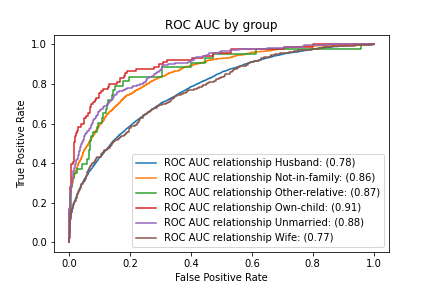 ROC AUC by group
True Positive Rate
1.0
0.8
0.6
0.4
0.2
0.0
ROC AUC relationship Husband: (0.78)
ROC AUC relationship Not-in-family: (0.86)
ROC AUC relationship Other-relative: (0.87)
ROC AUC relationship Own-child: (0.91)
ROC AUC relationship Unmarried: (0.88)
ROC AUC relationship Wife: (0.77)
0.0 0.2 0.4 0.6 0.8 1.0
False Positive Rate